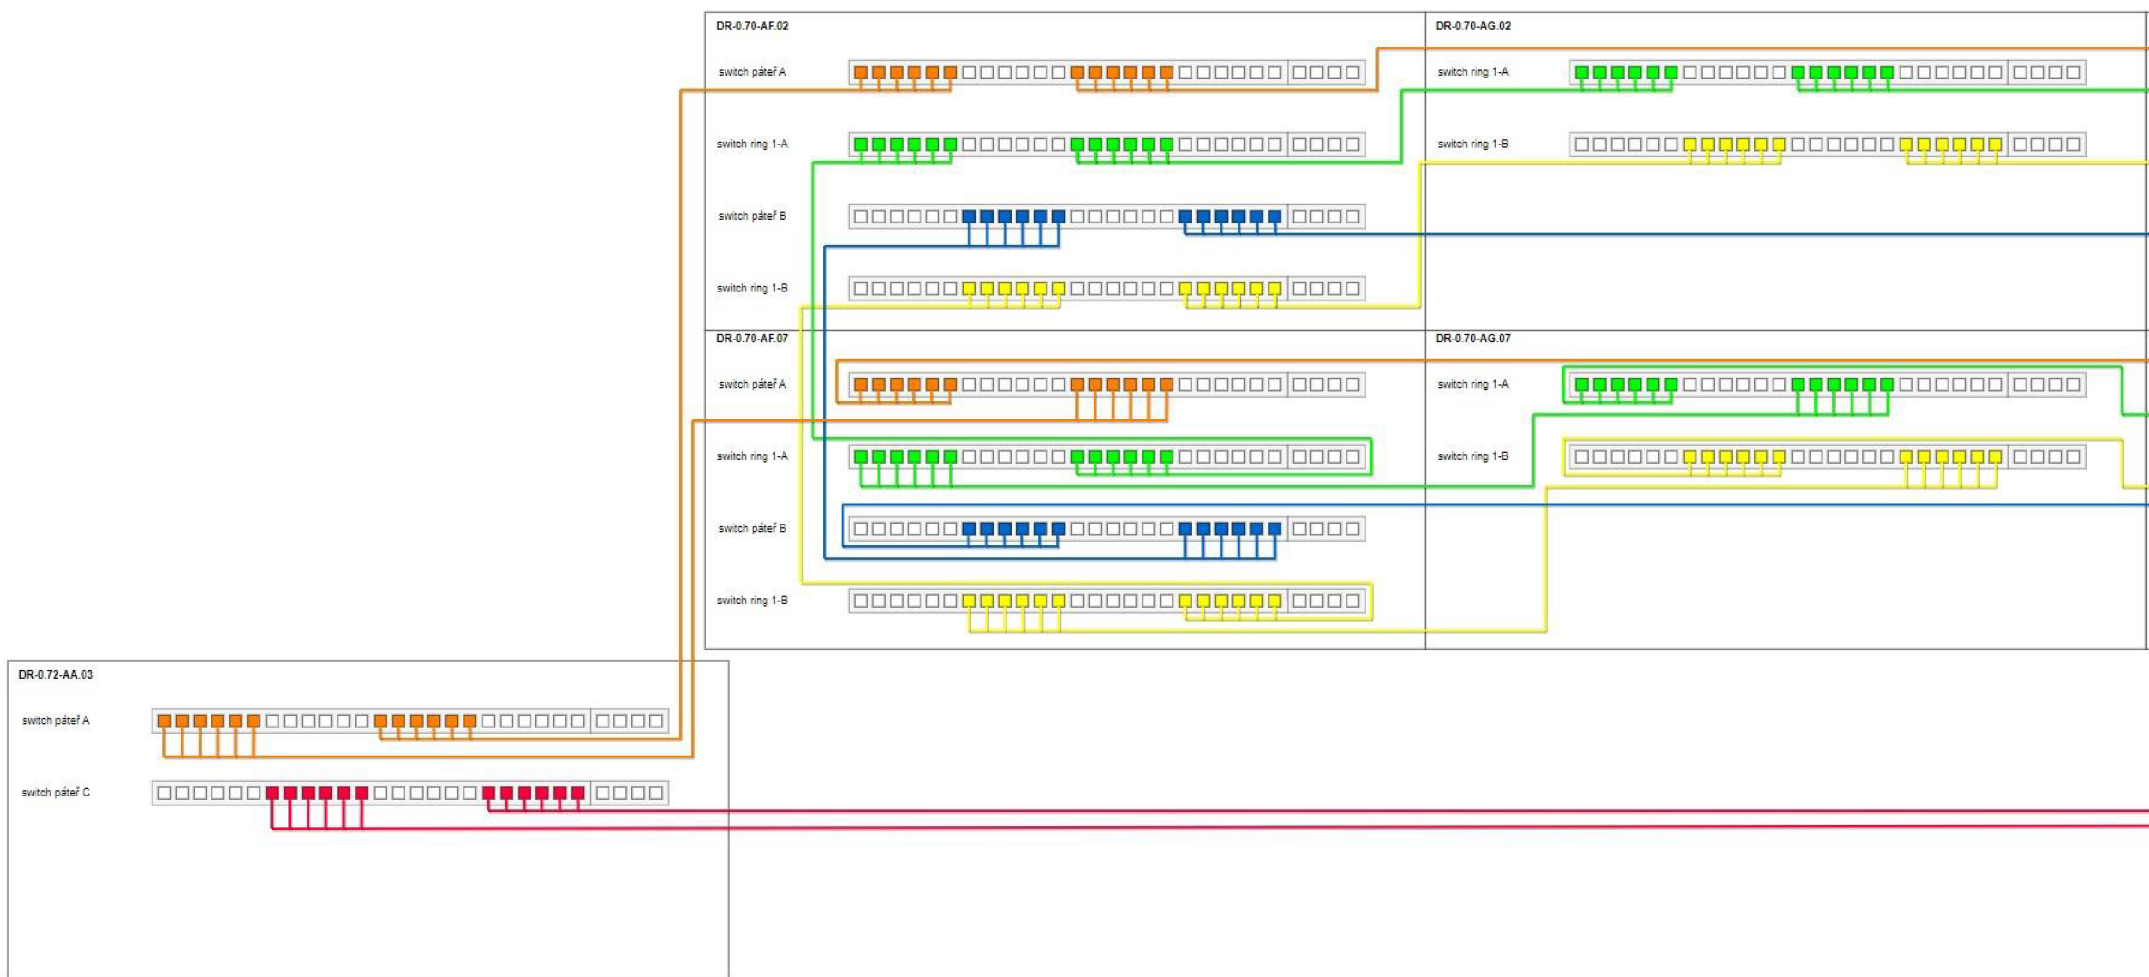 DR-0.70-AF.02
switch páteř A
switch ring 1-A
switch páteř B
switch ring 1-B
DR-0.70-AG.02
switch ring 1-A
switch ring 1-B
DR-0.70-AF.07
switch páteř A
switch ring 1-A
switch páteř B
switch ring 1-B
DR-0.70-AG.07
switch ring 1-A
switch ring 1-B
DR-0.72-AA.03
switch páteř A
switch páteř C